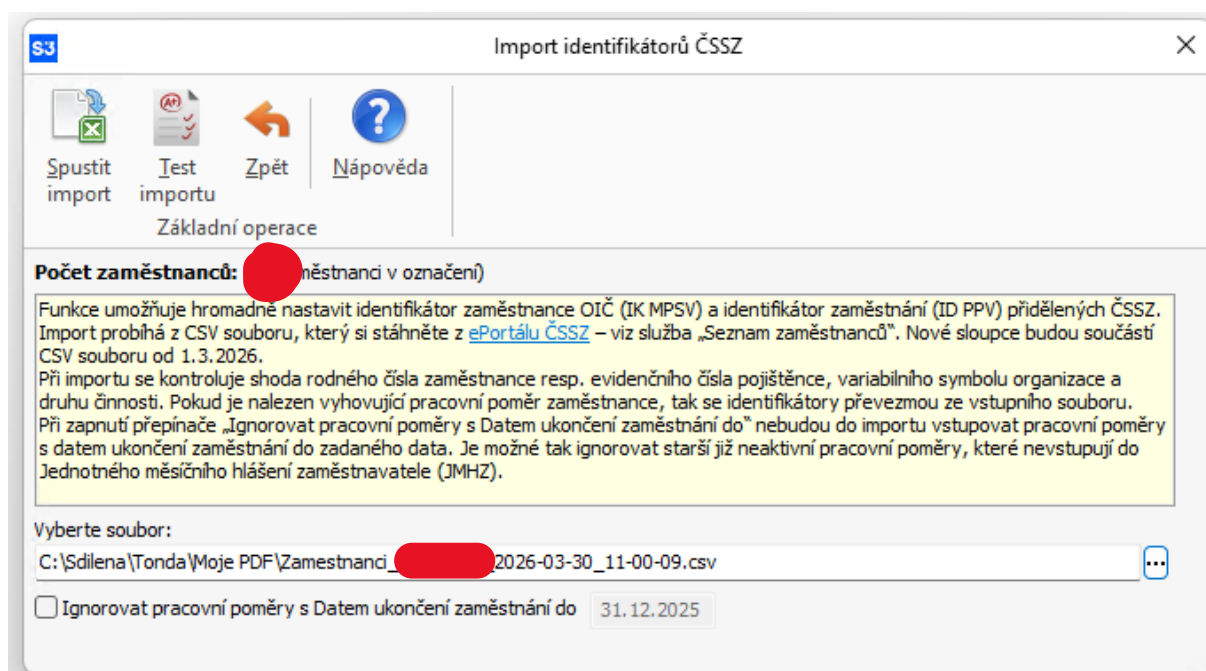 S3
Import identifikátorů ČSSZ
Spustit import
Test importu
Zpět
Nápověda
Základní operace
Počet zaměstnanců: městnanci v označení)
Funkce umožňuje hromadně nastavit identifikátor zaměstnance OIČ (IK MPSV) a identifikátor zaměstnání (ID PPV) přidělených ČSSZ.
Import probíhá z CSV souboru, který si stáhněte z ePortálu ČSSZ – viz služba „Seznam zaměstnanců“. Nové sloupce budou součástí
CSV souboru od 1.3.2026.
Při importu se kontroluje shoda rodného čísla zaměstnance resp. evidenčního čísla pojištěnce, variabilního symbolu organizace a
druhu činnosti. Pokud je nalezen vyhovující pracovní poměr zaměstnance, tak se identifikátory převezmou ze vstupního souboru.
Při zapnutí přepínače „Ignorovat pracovní poměry s Datem ukončení zaměstnání do“ nebudou do importu vstupovat pracovní poměry
s datem ukončení zaměstnání do zadaného data. Je možné tak ignorovat starší již neaktivní pracovní poměry, které nevstupují do
Jednotného měsíčního hlášení zaměstnavatele (JMHZ).
Vyberte soubor:
C:\Sdilena\Tonda\Moje PDF\Zamestnanci_ _2026-03-30_11-00-09.csv
...
Ignorovat pracovní poměry s Datem ukončení zaměstnání do 31.12.2025